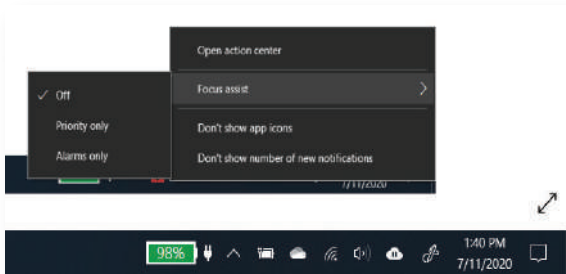 Open action center
Focus assist
Off
Priority only
Alarms only
Don't show app icons
Don't show number of new notifications
7/11/2020
98%
1:40 PM
7/11/2020